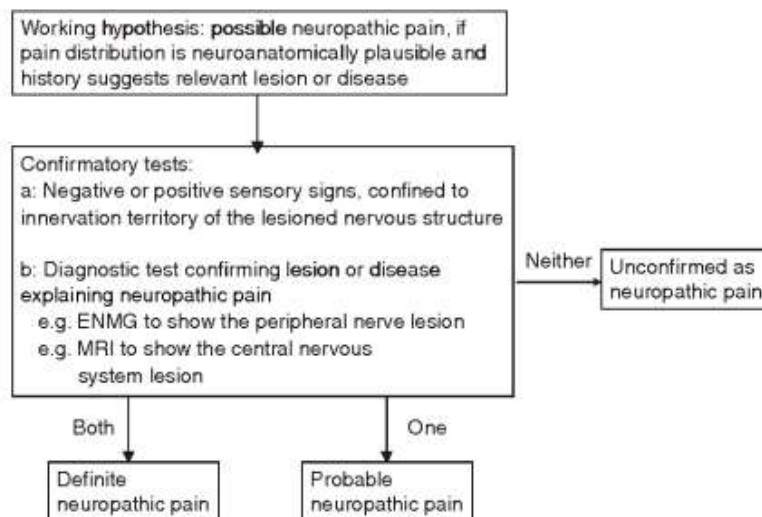 Working hypothesis: possible neuropathic pain, if
pain distribution is neuroanatomically plausible and
history suggests relevant lesion or disease
Confirmatory tests:
a: Negative or positive sensory signs, confined to
innervation territory of the lesioned nervous structure
b: Diagnostic test confirming lesion or disease
explaining neuropathic pain
e.g. ENMG to show the peripheral nerve lesion
e.g. MRI to show the central nervous
system lesion
Neither
Unconfirmed as
neuropathic pain
Both
One
Definite
neuropathic pain
Probable
neuropathic pain